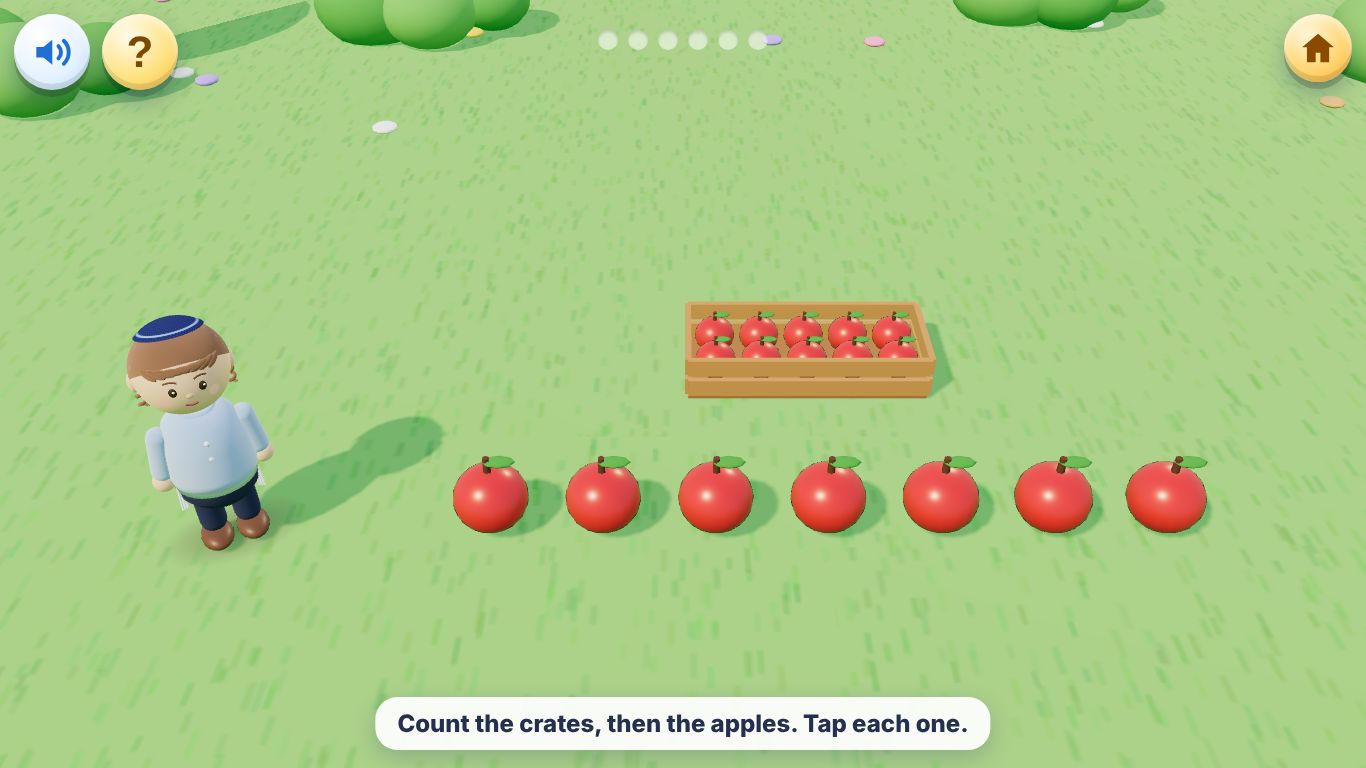 ?
Count the crates, then the apples. Tap each one.